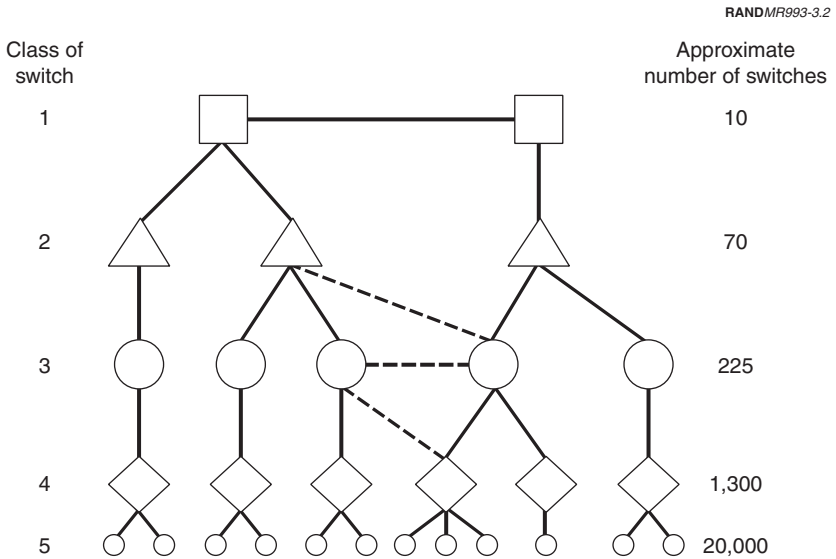 RANDMR993-3.2
Class of
switch
Approximate
number of switches
1
10
2
70
3
225
4
1,300
5
20,000